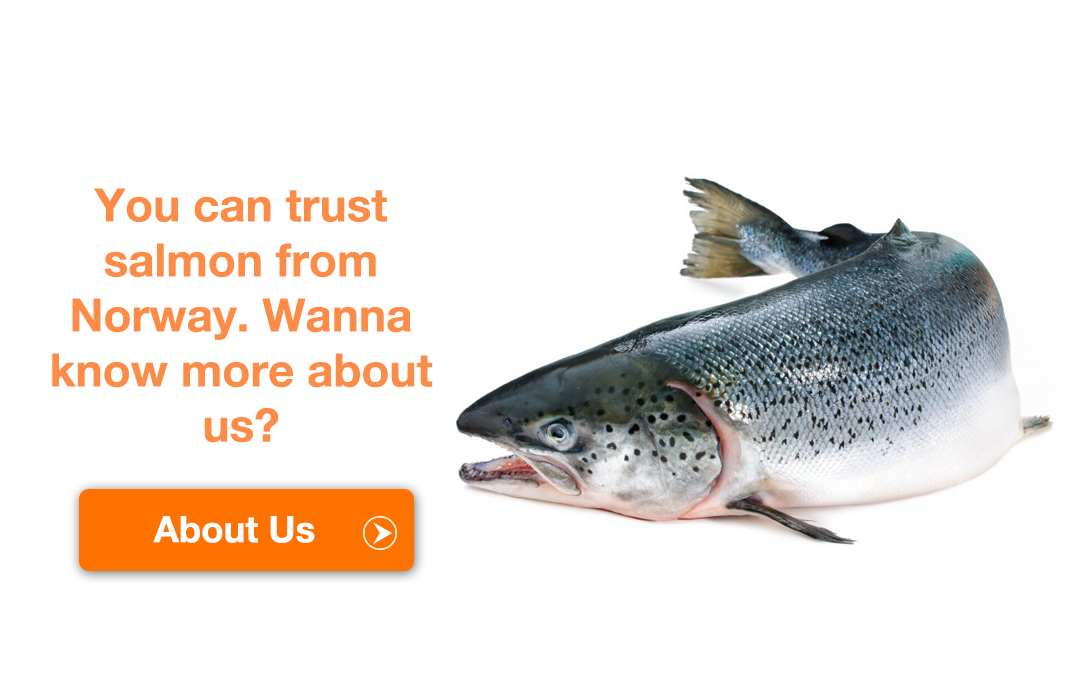 You can trust
salmon from
Norway. Wanna
know more about
us?
About Us